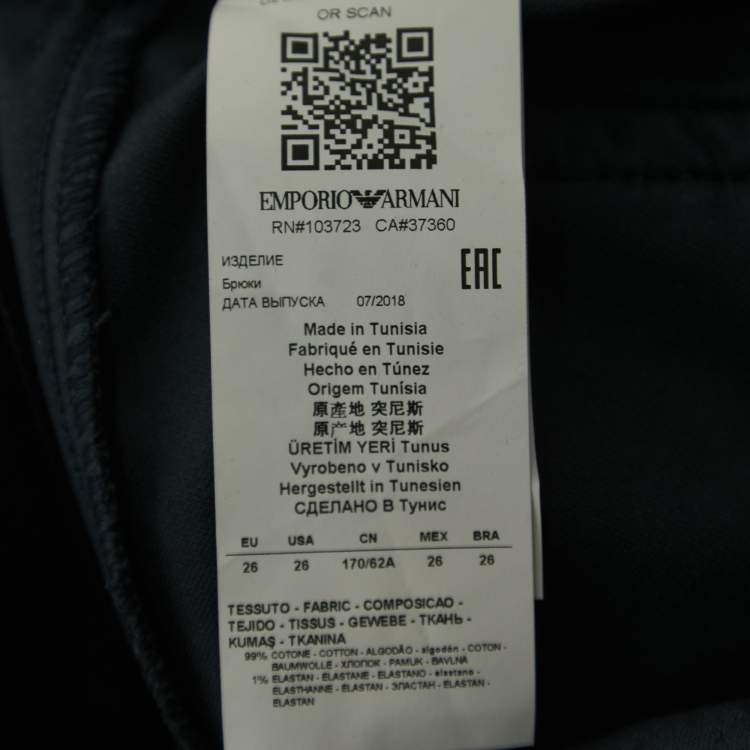 OR SCAN
EMPORIO ARMANI
RN#103723 CA#37360
ИЗДЕЛИЕ
Брюки
EAC
ДАТА ВЫПУСКА 07/2018
Made in Tunisia
Fabriqué en Tunisie
Hecho en Túnez
Origem Tunísia
原產地 突尼斯
原产地 突尼斯
ÜRETİM YERİ Tunus
Vyrobeno v Tunisko
Hergestellt in Tunesien
СДЕЛАНО В Тунис
EU USA CN MEX BRA
26 26 170/62A 26 26
TESSUTO - FABRIC - COMPOSICAO -
TEJIDO - TISSUS - GEWEBE - ТКАНЬ -
KUMAŞ - TKANINA
99% COTONE - COTTON - ALGODÃO - algodón - COTON -
BAUMWOLLE - ХЛОПОК - PAMUK - BAVLNA
1% ELASTAN - ELASTANE - ELASTANO - elastano -
ELASTHANNE - ELASTAN - ЭЛАСТАН - ELASTAN -
ELASTAN